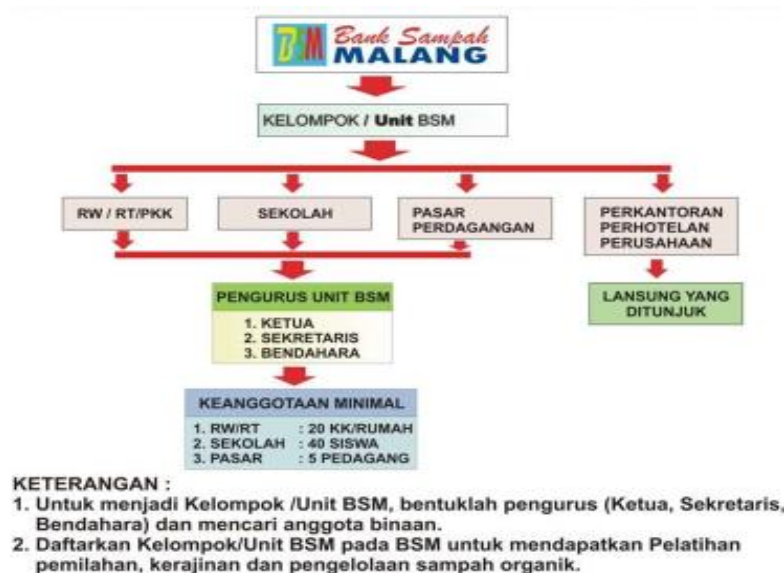 BSM Bank Sampah
MALANG
KELOMPOK / Unit BSM
RW / RT/PKK
SEKOLAH
PASAR
PERDAGANGAN
PERKANTORAN
PERHOTELAN
PERUSAHAAN
PENGURUS UNIT BSM
1. KETUA
2. SEKRETARIS
3. BENDAHARA
LANSUNG YANG
DITUNJUK
KEANGGOTAAN MINIMAL
1. RW/RT : 20 KK/RUMAH
2. SEKOLAH : 40 SISWA
3. PASAR : 5 PEDAGANG
KETERANGAN :
1. Untuk menjadi Kelompok /Unit BSM, bentuklah pengurus (Ketua, Sekretaris,
Bendahara) dan mencari anggota binaan.
2. Daftarkan Kelompok/Unit BSM pada BSM untuk mendapatkan Pelatihan
pemilahan, kerajinan dan pengelolaan sampah organik.